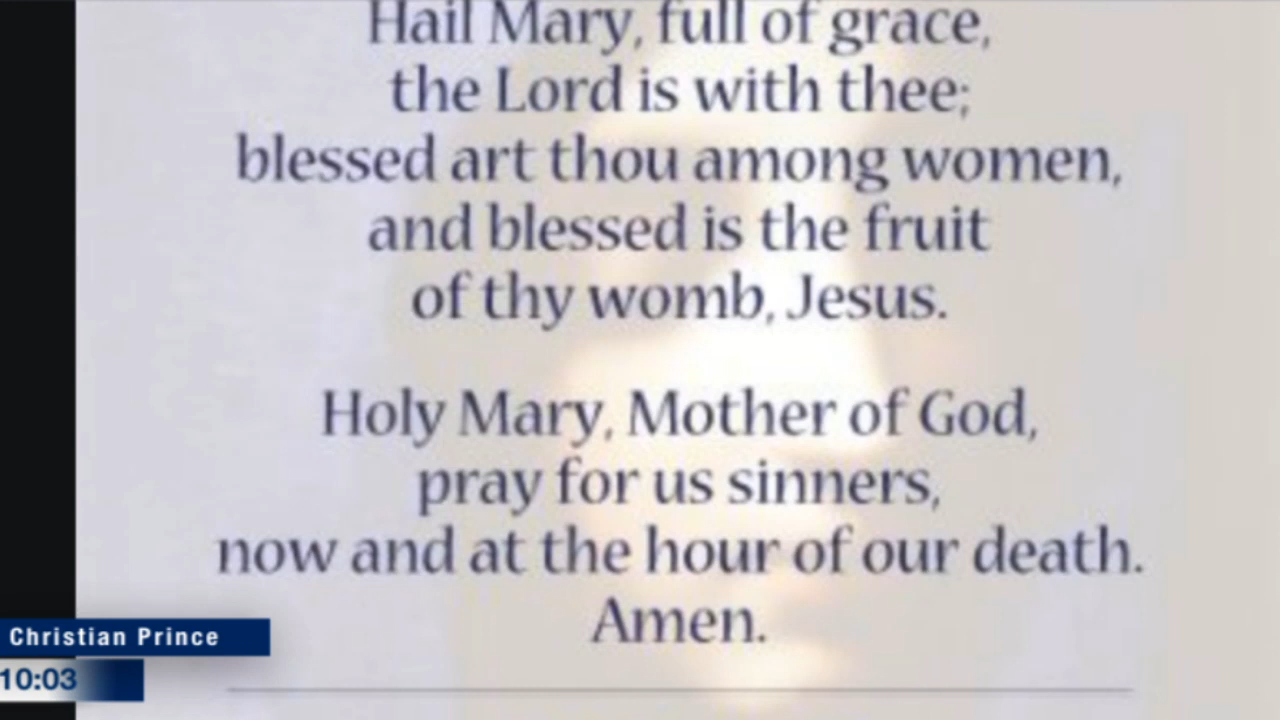 Hail Mary, full of grace,
the Lord is with thee;
blessed art thou among women,
and blessed is the fruit
of thy womb, Jesus.
Holy Mary, Mother of God,
pray for us sinners,
now and at the hour of our death.
Amen.
Christian Prince
10:03